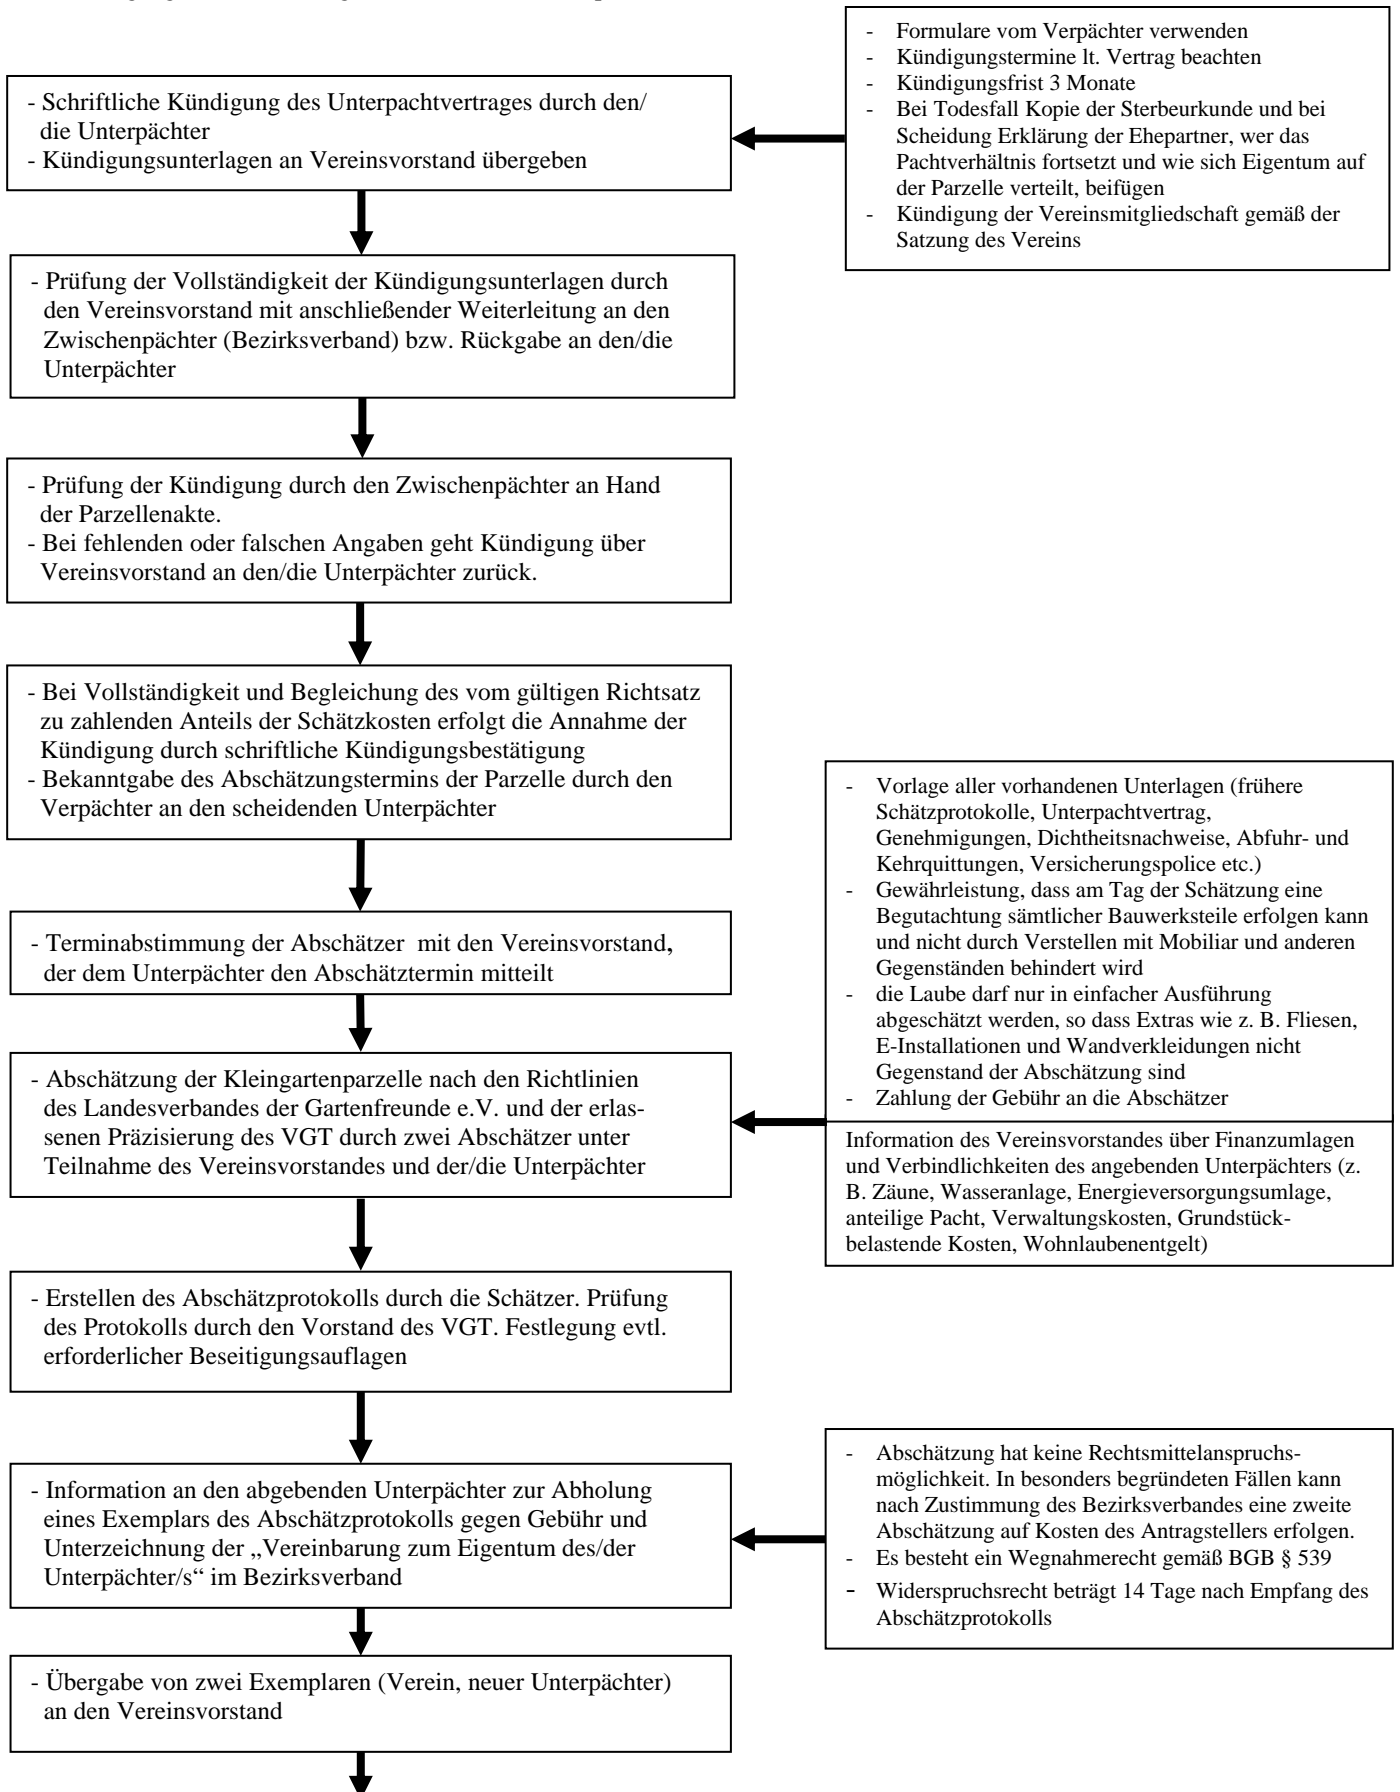 - Schriftliche Kündigung des Unterpachtvertrages durch den/
die Unterpächter
- Kündigungsunterlagen an Vereinsvorstand übergeben
- Formulare vom Verpächter verwenden
- Kündigungstermine lt. Vertrag beachten
- Kündigungsfrist 3 Monate
- Bei Todesfall Kopie der Sterbeurkunde und bei
Scheidung Erklärung der Ehepartner, wer das
Pachtverhältnis fortsetzt und wie sich Eigentum auf
der Parzelle verteilt, beifügen
- Kündigung der Vereinsmitgliedschaft gemäß der
Satzung des Vereins
- Prüfung der Vollständigkeit der Kündigungsunterlagen durch
den Vereinsvorstand mit anschließender Weiterleitung an den
Zwischenpächter (Bezirksverband) bzw. Rückgabe an den/die
Unterpächter
- Prüfung der Kündigung durch den Zwischenpächter an Hand
der Parzellenakte.
- Bei fehlenden oder falschen Angaben geht Kündigung über
Vereinsvorstand an den/die Unterpächter zurück.
- Bei Vollständigkeit und Begleichung des vom gültigen Richtsatz
zu zahlenden Anteils der Schätzkosten erfolgt die Annahme der
Kündigung durch schriftliche Kündigungsbestätigung
- Bekanntgabe des Abschätzungstermins der Parzelle durch den
Verpächter an den scheidenden Unterpächter
- Terminabstimmung der Abschätzer mit den Vereinsvorstand,
der dem Unterpächter den Abschätztermin mitteilt
- Vorlage aller vorhandenen Unterlagen (frühere
Schätzprotokolle, Unterpachtvertrag,
Genehmigungen, Dichtheitsnachweise, Abfuhr- und
Kehrquittungen, Versicherungspolice etc.)
- Gewährleistung, dass am Tag der Schätzung eine
Begutachtung sämtlicher Bauwerksteile erfolgen kann
und nicht durch Verstellen mit Mobiliar und anderen
Gegenständen behindert wird
- die Laube darf nur in einfacher Ausführung
abgeschätzt werden, so dass Extras wie z. B. Fliesen,
E-Installationen und Wandverkleidungen nicht
Gegenstand der Abschätzung sind
- Zahlung der Gebühr an die Abschätzer
Information des Vereinsvorstandes über Finanzumlagen
und Verbindlichkeiten des angebenden Unterpächters (z.
B. Zäune, Wasseranlage, Energieversorgungsumlage,
anteilige Pacht, Verwaltungskosten, Grundstück-
belastende Kosten, Wohnlaubenentgelt)
- Abschätzung der Kleingartenparzelle nach den Richtlinien
des Landesverbandes der Gartenfreunde e.V. und der erlas-
senen Präzisierung des VGT durch zwei Abschätzer unter
Teilnahme des Vereinsvorstandes und der/die Unterpächter
- Erstellen des Abschätzprotokolls durch die Schätzer. Prüfung
des Protokolls durch den Vorstand des VGT. Festlegung evtl.
erforderlicher Beseitigungsauflagen
- Information an den abgebenden Unterpächter zur Abholung
eines Exemplars des Abschätzprotokolls gegen Gebühr und
Unterzeichnung der „Vereinbarung zum Eigentum des/der
Unterpächter/s“ im Bezirksverband
- Abschätzung hat keine Rechtsmittelanspruchs-
möglichkeit. In besonders begründeten Fällen kann
nach Zustimmung des Bezirksverbandes eine zweite
Abschätzung auf Kosten des Antragstellers erfolgen.
- Es besteht ein Wegnahmerecht gemäß BGB § 539
- Widerspruchsrecht beträgt 14 Tage nach Empfang des
Abschätzprotokolls
- Übergabe von zwei Exemplaren (Verein, neuer Unterpächter)
an den Vereinsvorstand